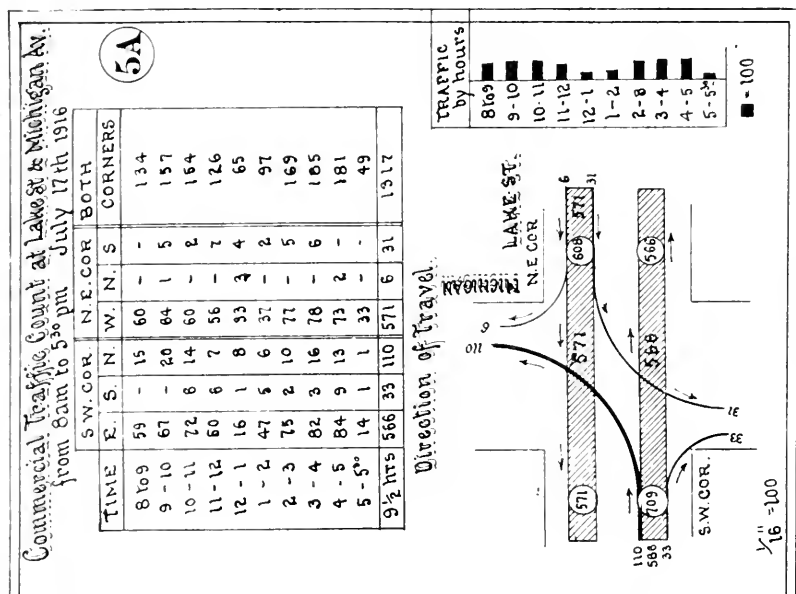 Commercial Traffic Count at Lake St & Michigan Av.
from 8am to 5³⁰ pm July 17th 1916
5A
S.W. COR. N.E. COR BOTH
TIME E. S. N. W. N. S CORNERS
8 to 9 59 - 15 60 - - 134
9 - 10 67 - 20 64 1 5 157
10 - 11 72 6 14 60 - 2 154
11 - 12 50 6 7 56 - 7 126
12 - 1 16 1 8 33 3 4 65
1 - 2 47 5 6 37 - 2 97
2 - 3 75 2 10 77 - 5 169
3 - 4 82 3 16 78 - 6 185
4 - 5 84 9 13 73 2 - 181
5 - 5³⁰ 14 1 1 33 - - 49
9½ hrs 566 33 110 571 6 31 1317
TRAFFIC
by hours
8 to 9
9 - 10
10 - 11
11 - 12
12 - 1
1 - 2
2 - 3
3 - 4
4 - 5
5 - 5³⁰
= 100
Direction of Travel
MICHIGAN
LAKE ST.
N.E. COR
6
31
6
110
608
571
566
571
566
571
709
110
566
33
31
33
S.W. COR.
1/16" = 100